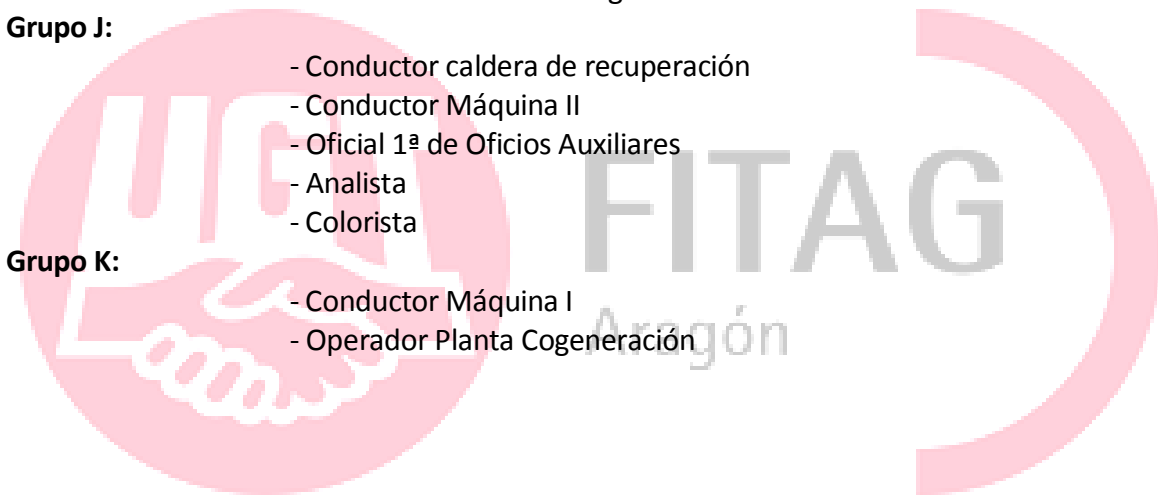 Grupo J:
- Conductor caldera de recuperación
- Conductor Máquina II
- Oficial 1ª de Oficios Auxiliares
- Analista
- Colorista
Grupo K:
- Conductor Máquina I
- Operador Planta Cogeneración
UGT
FITAG
Aragón